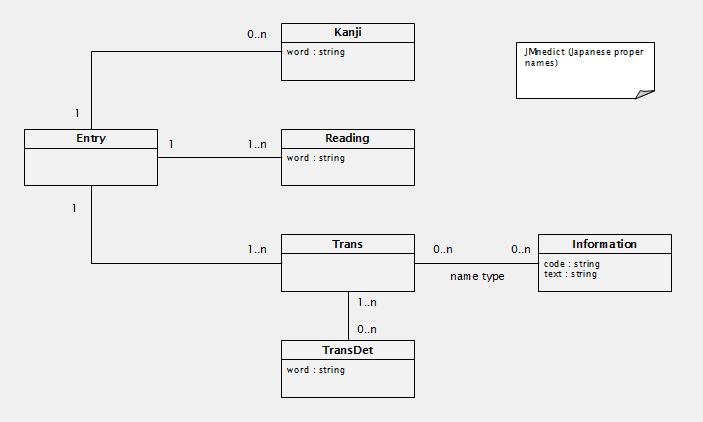 Kanji
0..n
word : string
JMnedict (Japanese proper
names)
1
Entry
Reading
1
1..n
word : string
1
1..n
Trans
0..n
0..n
Information
code : string
text : string
name type
1..n
0..n
TransDet
word : string